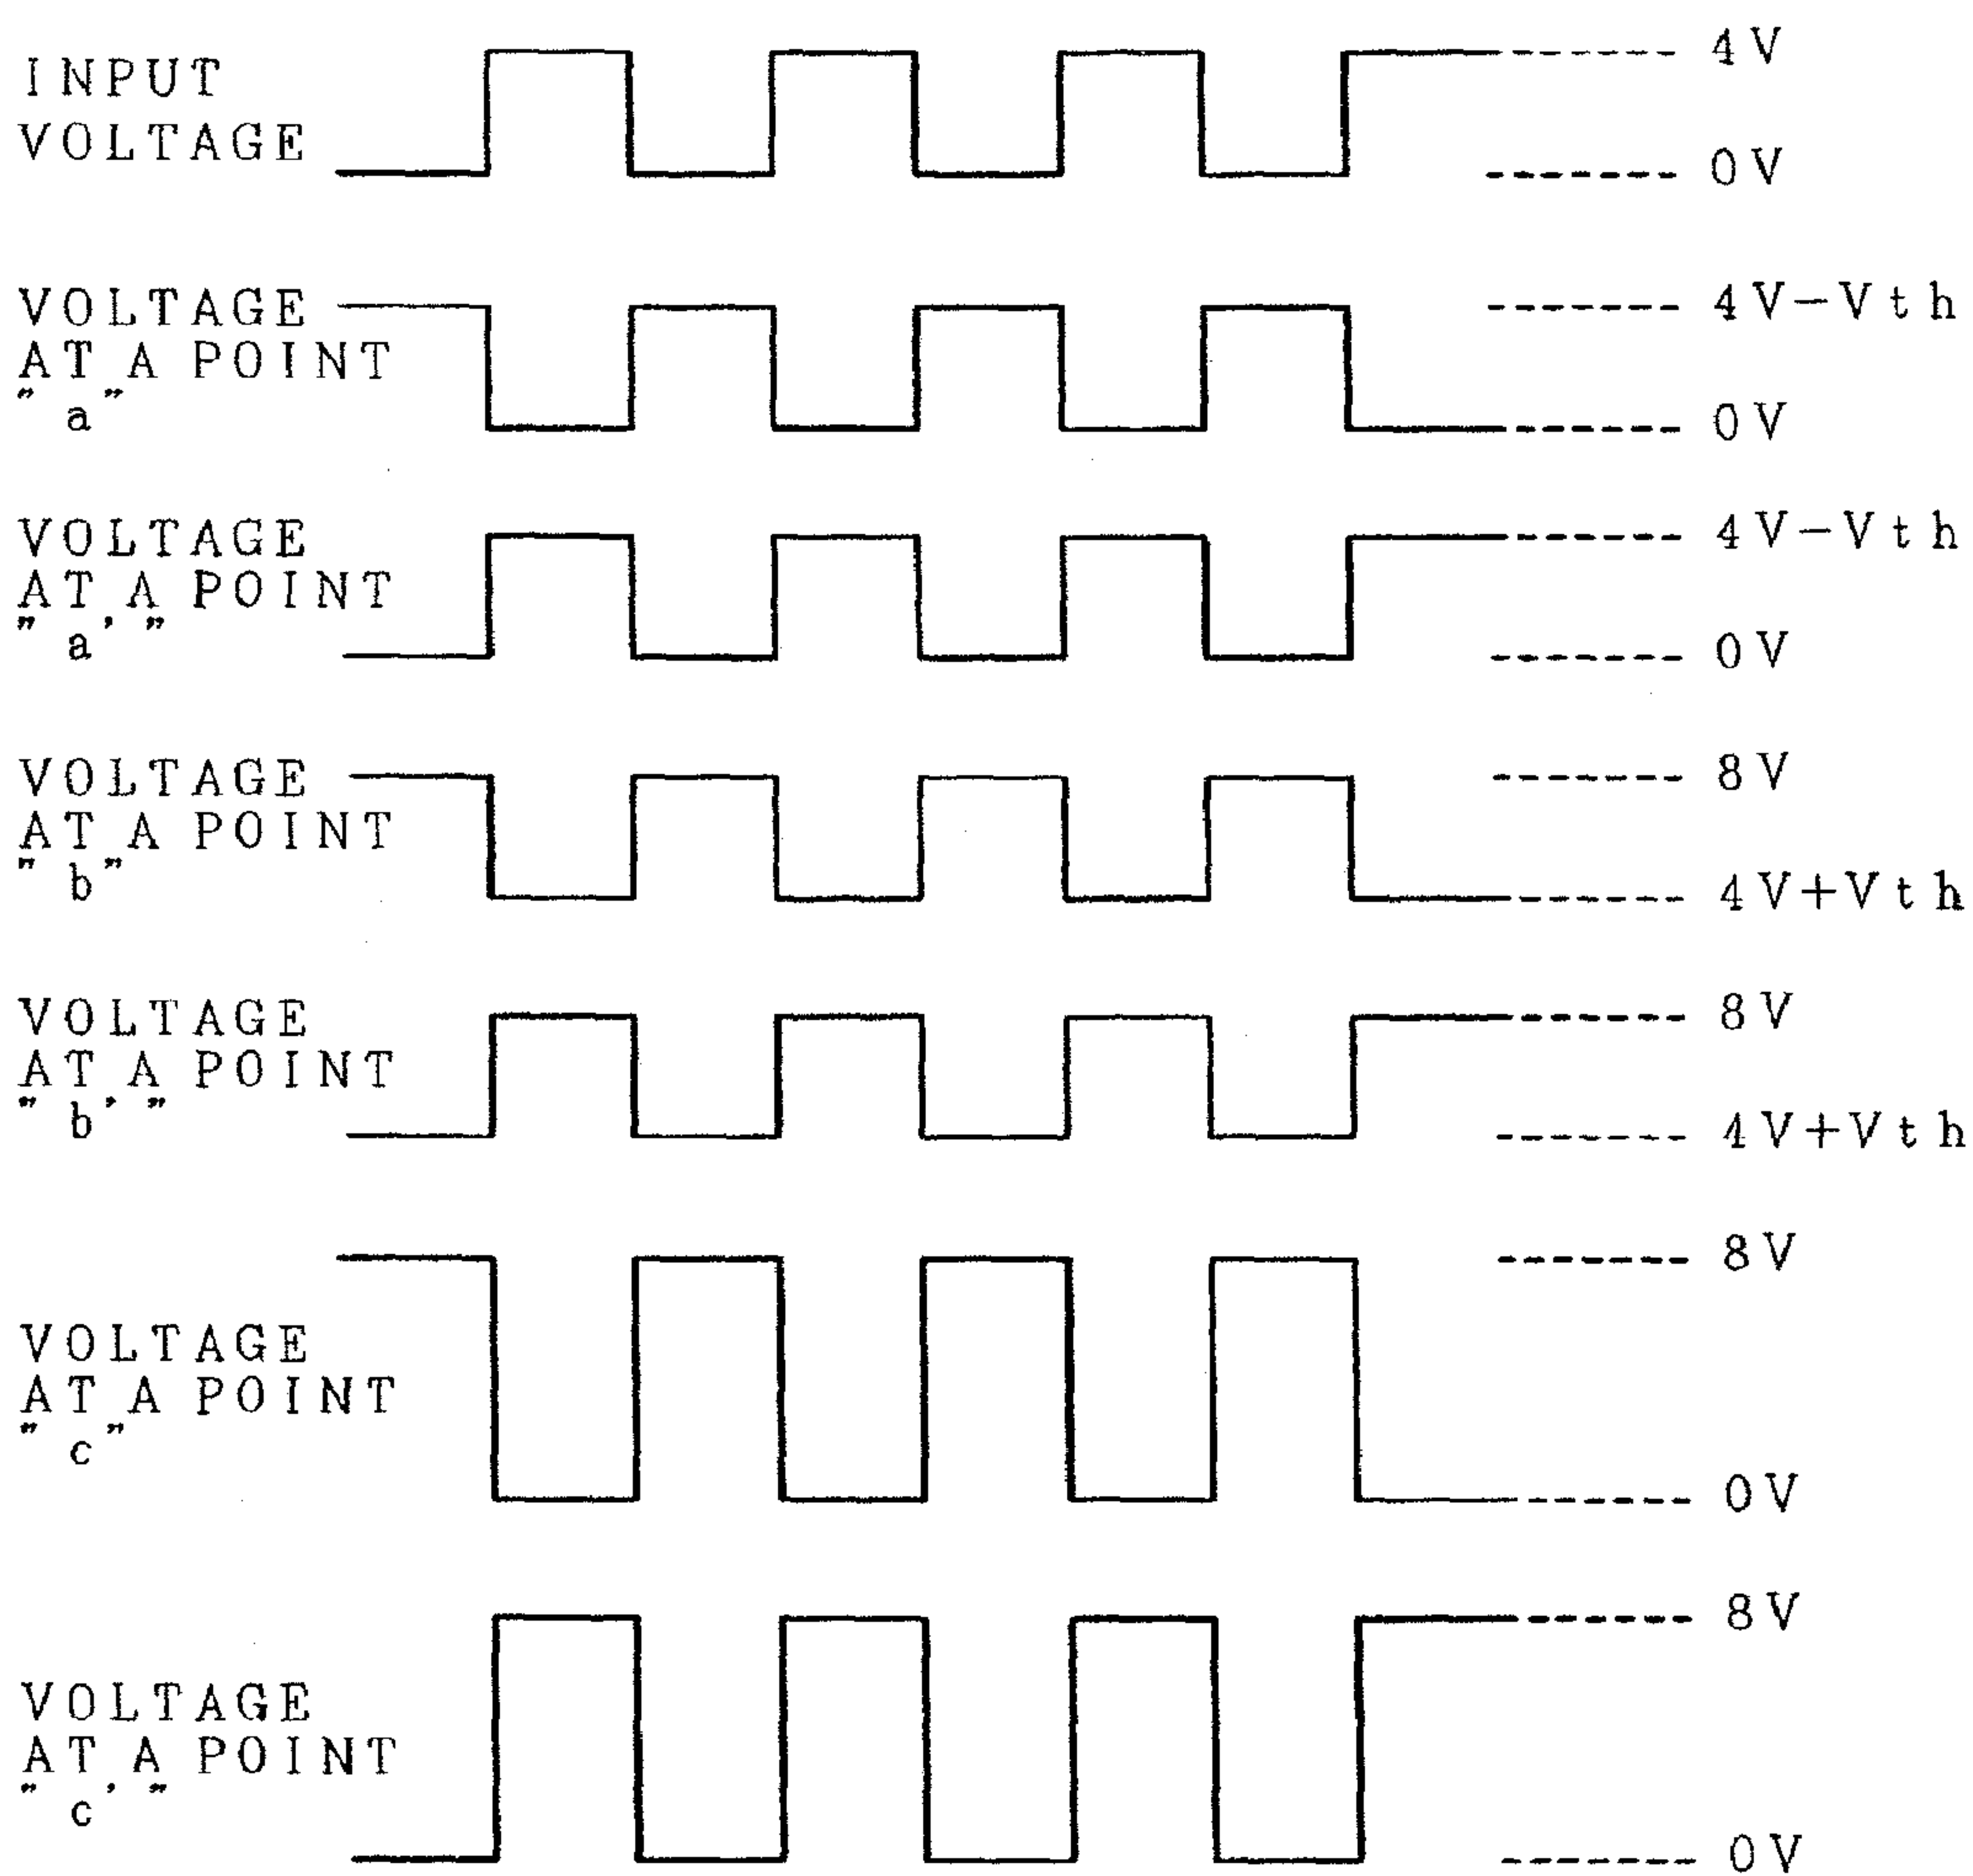 INPUT
VOLTAGE
4V
0V
VOLTAGE
AT A POINT
"a"
4V-Vth
0V
VOLTAGE
AT A POINT
"a'"
4V-Vth
0V
VOLTAGE
AT A POINT
"b"
8V
4V+Vth
VOLTAGE
AT A POINT
"b'"
8V
4V+Vth
VOLTAGE
AT A POINT
"c"
8V
0V
VOLTAGE
AT A POINT
"c'"
8V
0V